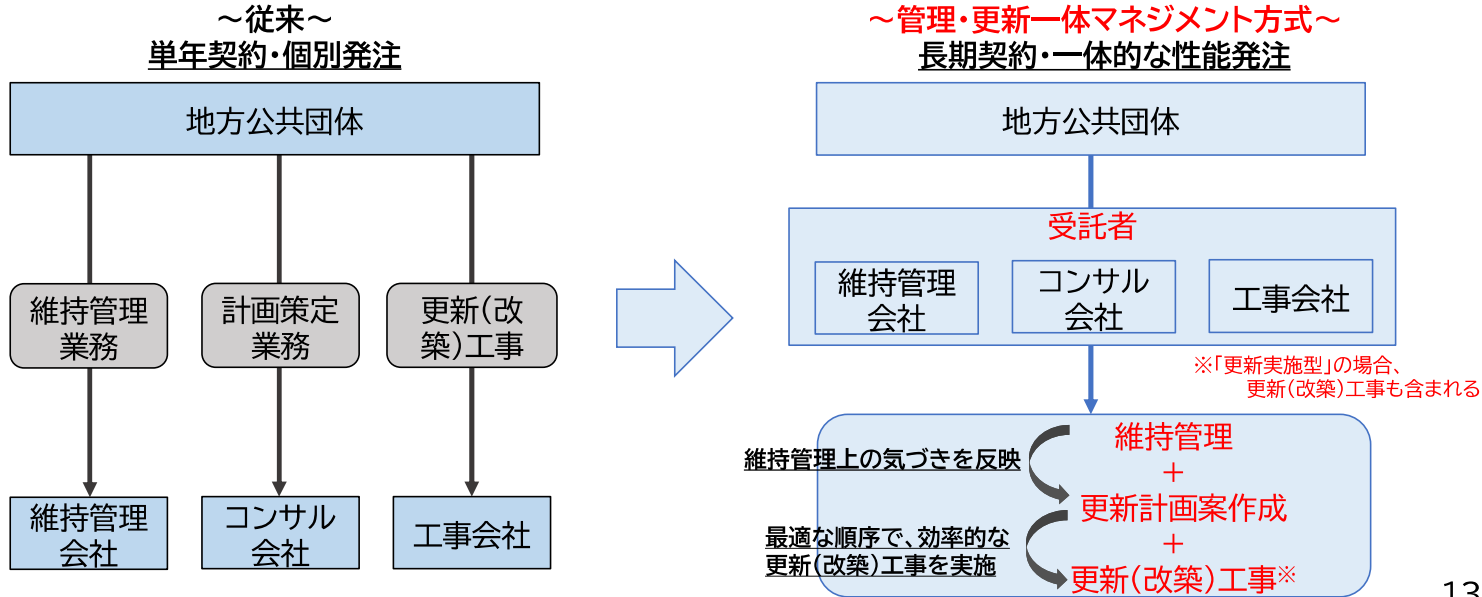 ～従来～
単年契約・個別発注
地方公共団体
維持管理
業務
計画策定
業務
更新(改
築)工事
維持管理
会社
コンサル
会社
工事会社
～管理・更新一体マネジメント方式～
長期契約・一体的な性能発注
地方公共団体
受託者
維持管理
会社
コンサル
会社
工事会社
※「更新実施型」の場合、
更新(改築)工事も含まれる
維持管理上の気づきを反映
最適な順序で、効率的な
更新(改築)工事を実施
維持管理
＋
更新計画案作成
＋
更新(改築)工事※
13